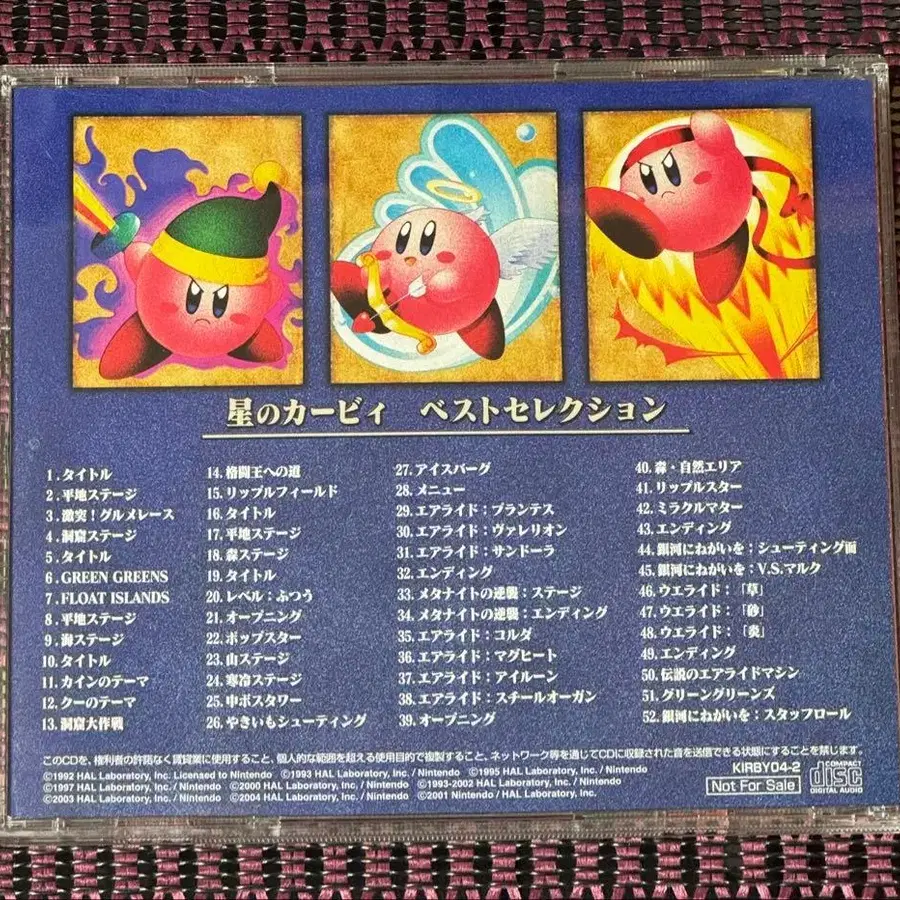 星のカービィ ベストセレクション
1.タイトル
2.平地ステージ
3.激突!グルメレース
4.洞窟ステージ
5.タイトル
6.GREEN GREENS
7.FLOAT ISLANDS
8.平地ステージ
9.海ステージ
10.タイトル
11.カインのテーマ
12.クーのテーマ
13.洞窟大作戦
14.格闘王への道
15.リップルフィールド
16.タイトル
17.平地ステージ
18.森ステージ
19.タイトル
20.レベル:ふつう
21.オープニング
22.ポップスター
23.山ステージ
24.寒冷ステージ
25.中ボスタワー
26.やきいもシューティング
27.アイスバーグ
28.メニュー
29.エアライド:プランテス
30.エアライド:ヴァレリオン
31.エアライド:サンドーラ
32.エンディング
33.メタナイトの逆襲:ステージ
34.メタナイトの逆襲:エンディング
35.エアライド:コルダ
36.エアライド:マグヒート
37.エアライド:アイルーン
38.エアライド:スチールオーガン
39.オープニング
40.森・自然エリア
41.リップルスター
42.ミラクルマター
43.エンディング
44.銀河にねがいを:シューティング面
45.銀河にねがいを:V.S.マルク
46.ウエライド:「草」
47.ウエライド:「砂」
48.ウエライド:「炎」
49.エンディング
50.伝説のエアライドマシン
51.グリーングリーンズ
52.銀河にねがいを:スタッフロール
このCDを、権利者の許諾なく賃貸業に使用すること、個人的な範囲を超える使用目的で複製すること、ネットワーク等を通じてCDに収録された音を送信できる状態にすることを禁じます。
©1992 HAL Laboratory, Inc. Licensed to Nintendo ©1993 HAL Laboratory, Inc. / Nintendo ©1995 HAL Laboratory, Inc. / Nintendo
©1997 HAL Laboratory, Inc. / Nintendo ©2000 HAL Laboratory, Inc. / Nintendo ©1993-2002 HAL Laboratory, Inc. / Nintendo
©2003 HAL Laboratory, Inc. / Nintendo ©2004 HAL Laboratory, Inc. / Nintendo ©2001 Nintendo / HAL Laboratory, Inc.
KIRBY04-2
Not For Sale
COMPACT
disc
DIGITAL AUDIO